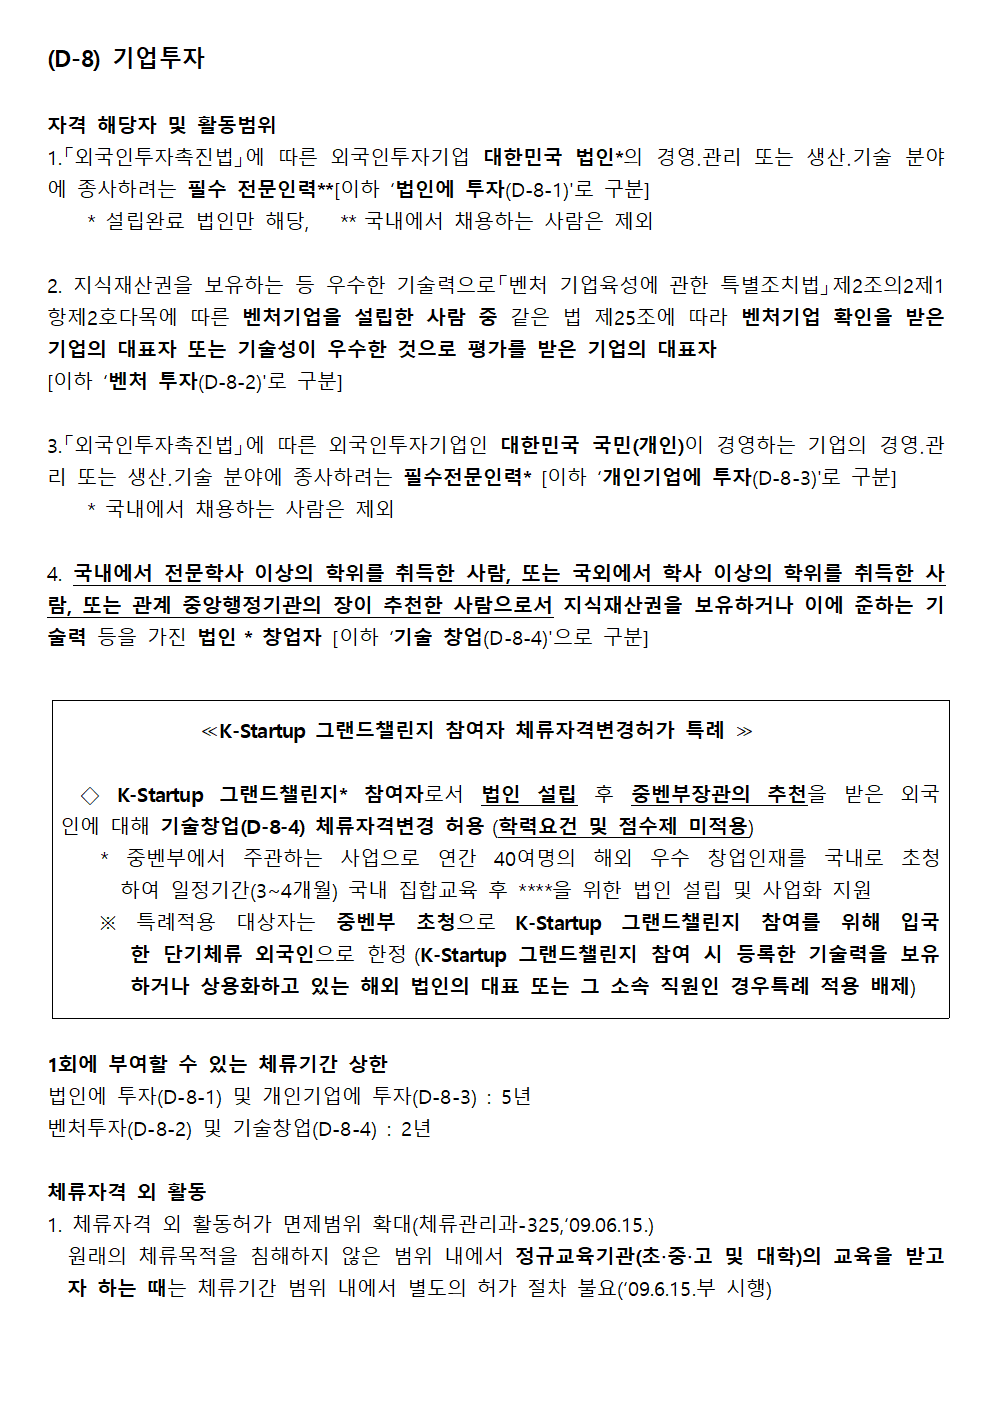 (D-8) 기업투자
자격 해당자 및 활동범위
1.「외국인투자촉진법」에 따른 외국인투자기업 대한민국 법인*의 경영.관리 또는 생산.기술 분야
에 종사하려는 필수 전문인력**[이하 ‘법인에 투자(D-8-1)'로 구분]
* 설립완료 법인만 해당, ** 국내에서 채용하는 사람은 제외
2. 지식재산권을 보유하는 등 우수한 기술력으로「벤처 기업육성에 관한 특별조치법」제2조의2제1
항제2호다목에 따른 벤처기업을 설립한 사람 중 같은 법 제25조에 따라 벤처기업 확인을 받은
기업의 대표자 또는 기술성이 우수한 것으로 평가를 받은 기업의 대표자
[이하 ‘벤처 투자(D-8-2)'로 구분]
3.「외국인투자촉진법」에 따른 외국인투자기업인 대한민국 국민(개인)이 경영하는 기업의 경영.관
리 또는 생산.기술 분야에 종사하려는 필수전문인력* [이하 ‘개인기업에 투자(D-8-3)'로 구분]
* 국내에서 채용하는 사람은 제외
4. 국내에서 전문학사 이상의 학위를 취득한 사람, 또는 국외에서 학사 이상의 학위를 취득한 사
람, 또는 관계 중앙행정기관의 장이 추천한 사람으로서 지식재산권을 보유하거나 이에 준하는 기
술력 등을 가진 법인 * 창업자 [이하 ‘기술 창업(D-8-4)'으로 구분]
≪K-Startup 그랜드챌린지 참여자 체류자격변경허가 특례 ≫
◇ K-Startup 그랜드챌린지* 참여자로서 법인 설립 후 중벤부장관의 추천을 받은 외국
인에 대해 기술창업(D-8-4) 체류자격변경 허용 (학력요건 및 점수제 미적용)
* 중벤부에서 주관하는 사업으로 연간 40여명의 해외 우수 창업인재를 국내로 초청
하여 일정기간(3~4개월) 국내 집합교육 후 ****을 위한 법인 설립 및 사업화 지원
※ 특례적용 대상자는 중벤부 초청으로 K-Startup 그랜드챌린지 참여를 위해 입국
한 단기체류 외국인으로 한정 (K-Startup 그랜드챌린지 참여 시 등록한 기술력을 보유
하거나 상용화하고 있는 해외 법인의 대표 또는 그 소속 직원인 경우특례 적용 배제)
1회에 부여할 수 있는 체류기간 상한
법인에 투자(D-8-1) 및 개인기업에 투자(D-8-3) : 5년
벤처투자(D-8-2) 및 기술창업(D-8-4) : 2년
체류자격 외 활동
1. 체류자격 외 활동허가 면제범위 확대(체류관리과-325,’09.06.15.)
원래의 체류목적을 침해하지 않은 범위 내에서 정규교육기관(초·중·고 및 대학)의 교육을 받고
자 하는 때는 체류기간 범위 내에서 별도의 허가 절차 불요(’09.6.15.부 시행)